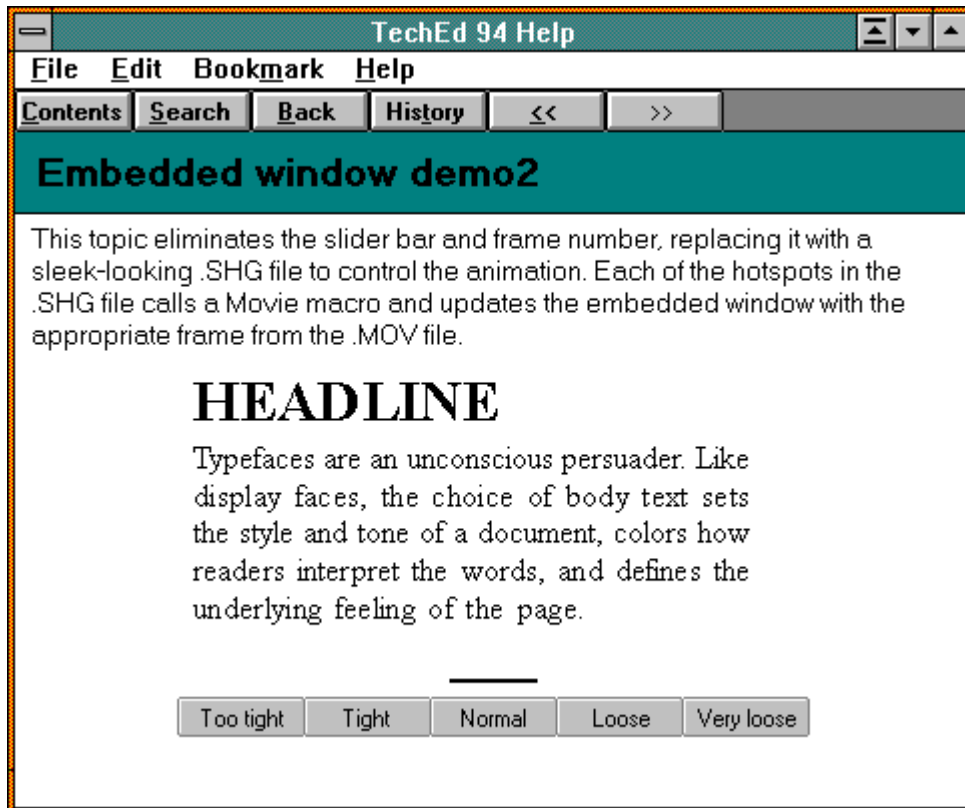 TechEd 94 Help
File Edit Bookmark Help
Contents Search Back History << >>
Embedded window demo2
This topic eliminates the slider bar and frame number, replacing it with a
sleek-looking .SHG file to control the animation. Each of the hotspots in the
.SHG file calls a Movie macro and updates the embedded window with the
appropriate frame from the .MOV file.
HEADLINE
Typefaces are an unconscious persuader. Like
display faces, the choice of body text sets
the style and tone of a document, colors how
readers interpret the words, and defines the
underlying feeling of the page.
Too tight Tight Normal Loose Very loose